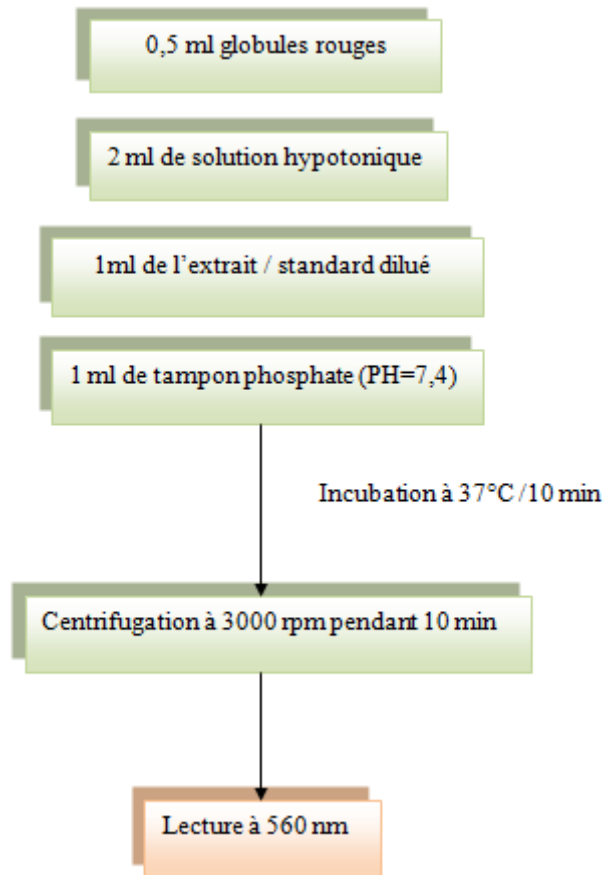 0,5 ml globules rouges
2 ml de solution hypotonique
1ml de l’extrait / standard dilué
1 ml de tampon phosphate (PH=7,4)
Incubation à 37°C /10 min
Centrifugation à 3000 rpm pendant 10 min
Lecture à 560 nm